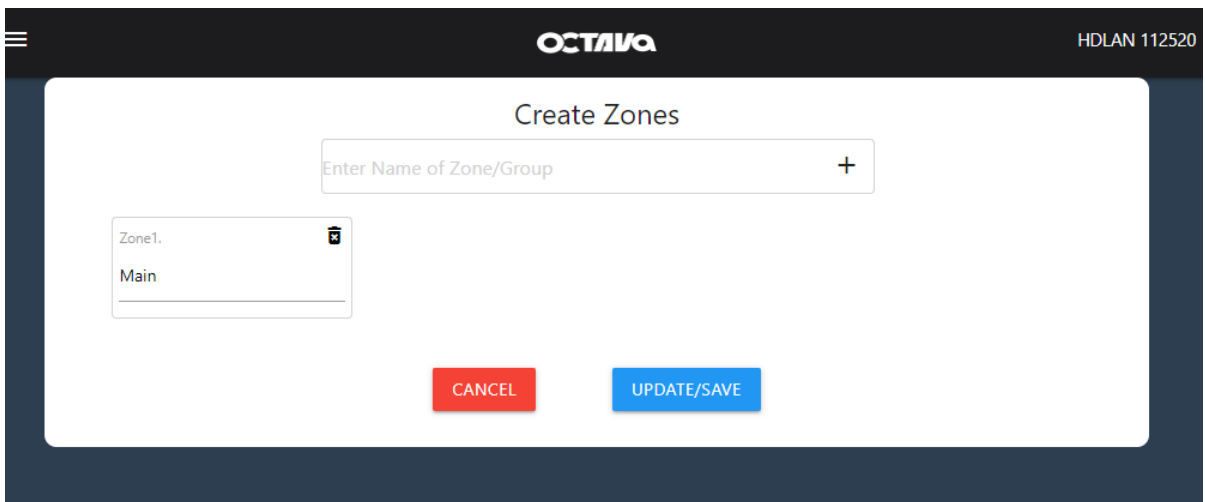 OCTAVA
HDLAN 112520
Create Zones
Enter Name of Zone/Group
+
Zone1.
Main
CANCEL
UPDATE/SAVE